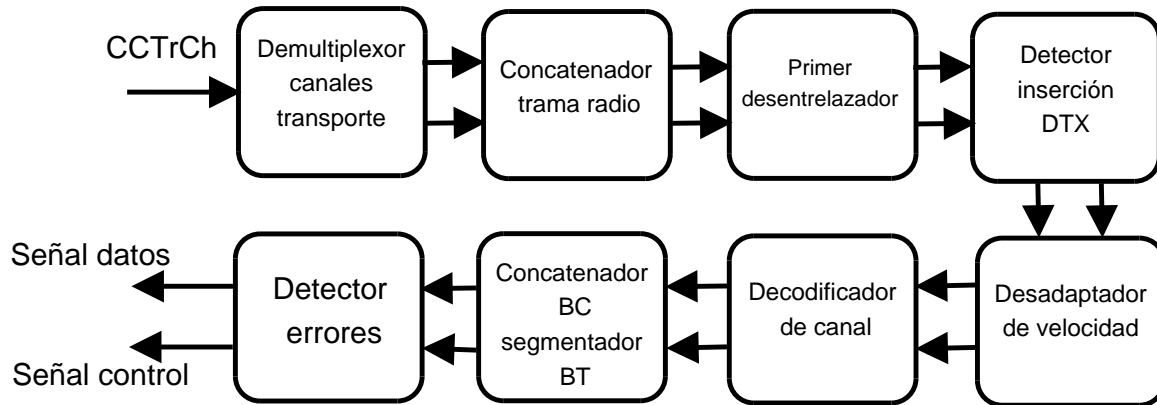 CCTrCh
Demultiplexor
canales
transporte
Concatenador
trama radio
Primer
desentrelazador
Detector
inserción
DTX
Señal datos
Señal control
Detector
errores
Concatenador
BC
segmentador
BT
Decodificador
de canal
Desadaptador
de velocidad